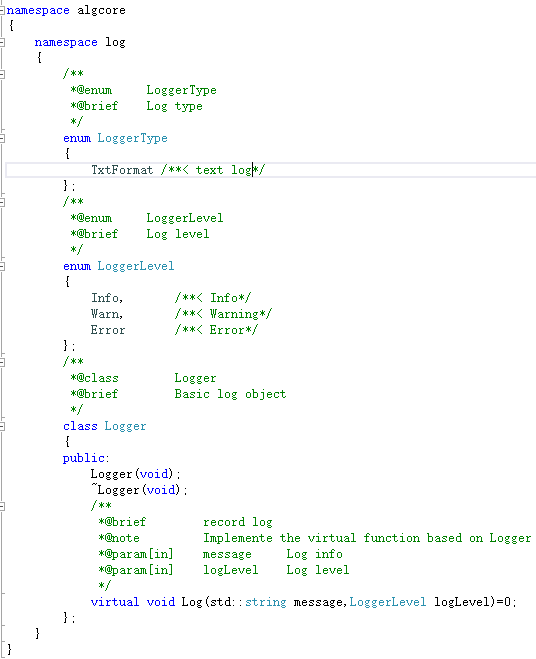 namespace algcore
{
    namespace log
    {
        /**
         *@enum     LoggerType
         *@brief    Log type
         */
        enum LoggerType
        {
            TxtFormat /**< text log*/
        };
        /**
         *@enum     LoggerLevel
         *@brief    Log level
         */
        enum LoggerLevel
        {
            Info,       /**< Info*/
            Warn,       /**< Warning*/
            Error       /**< Error*/
        };
        /**
         *@class        Logger
         *@brief        Basic log object
         */
        class Logger
        {
        public:
            Logger(void);
            ~Logger(void);
            /**
             *@brief        record log
             *@note         Implemente the virtual function based on Logger
             *@param[in]    message     Log info
             *@param[in]    logLevel    Log level
             */
            virtual void Log(std::string message,LoggerLevel logLevel)=0;
        };
    }
}